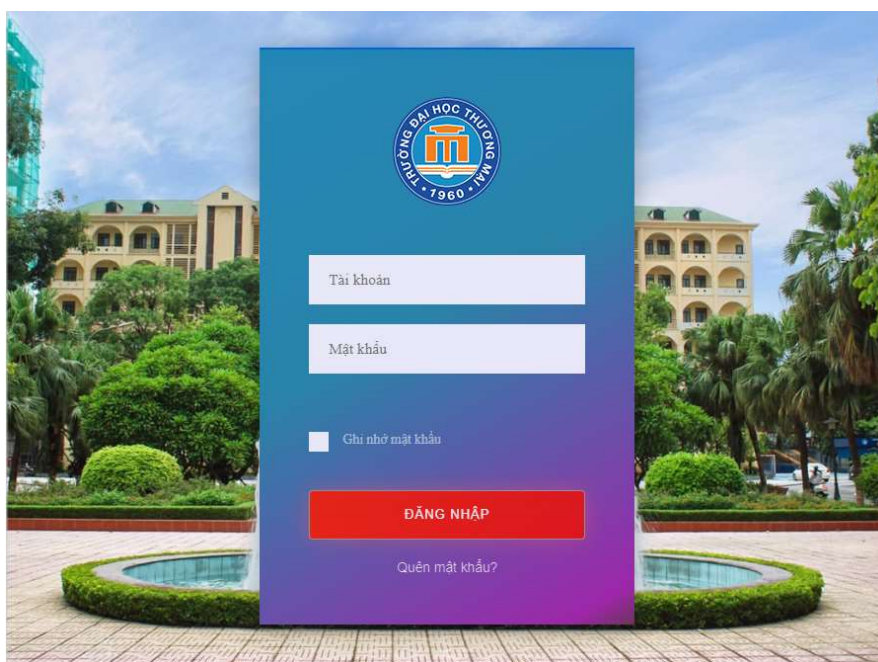 TRƯỜNG ĐẠI HỌC THƯƠNG MẠI
1960
Tài khoản
Mật khẩu
Ghi nhớ mật khẩu
ĐĂNG NHẬP
Quên mật khẩu?